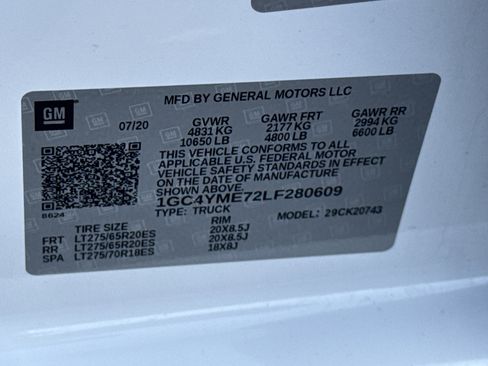 GM
MFD BY GENERAL MOTORS LLC
07/20
GVWR GAWR FRT GAWR RR
4831 KG 2177 KG 2994 KG
10650 LB 4800 LB 6600 LB
THIS VEHICLE CONFORMS TO ALL
APPLICABLE U.S. FEDERAL MOTOR
VEHICLE SAFETY STANDARDS IN EFFECT
ON THE DATE OF MANUFACTURE
SHOWN ABOVE.
1GC4YME72LF280609
TYPE: TRUCK MODEL: 29CK20743
B624
TIRE SIZE RIM
FRT LT275/65R20ES 20X8.5J
RR LT275/65R20ES 20X8.5J
SPA LT275/70R18ES 18X8J